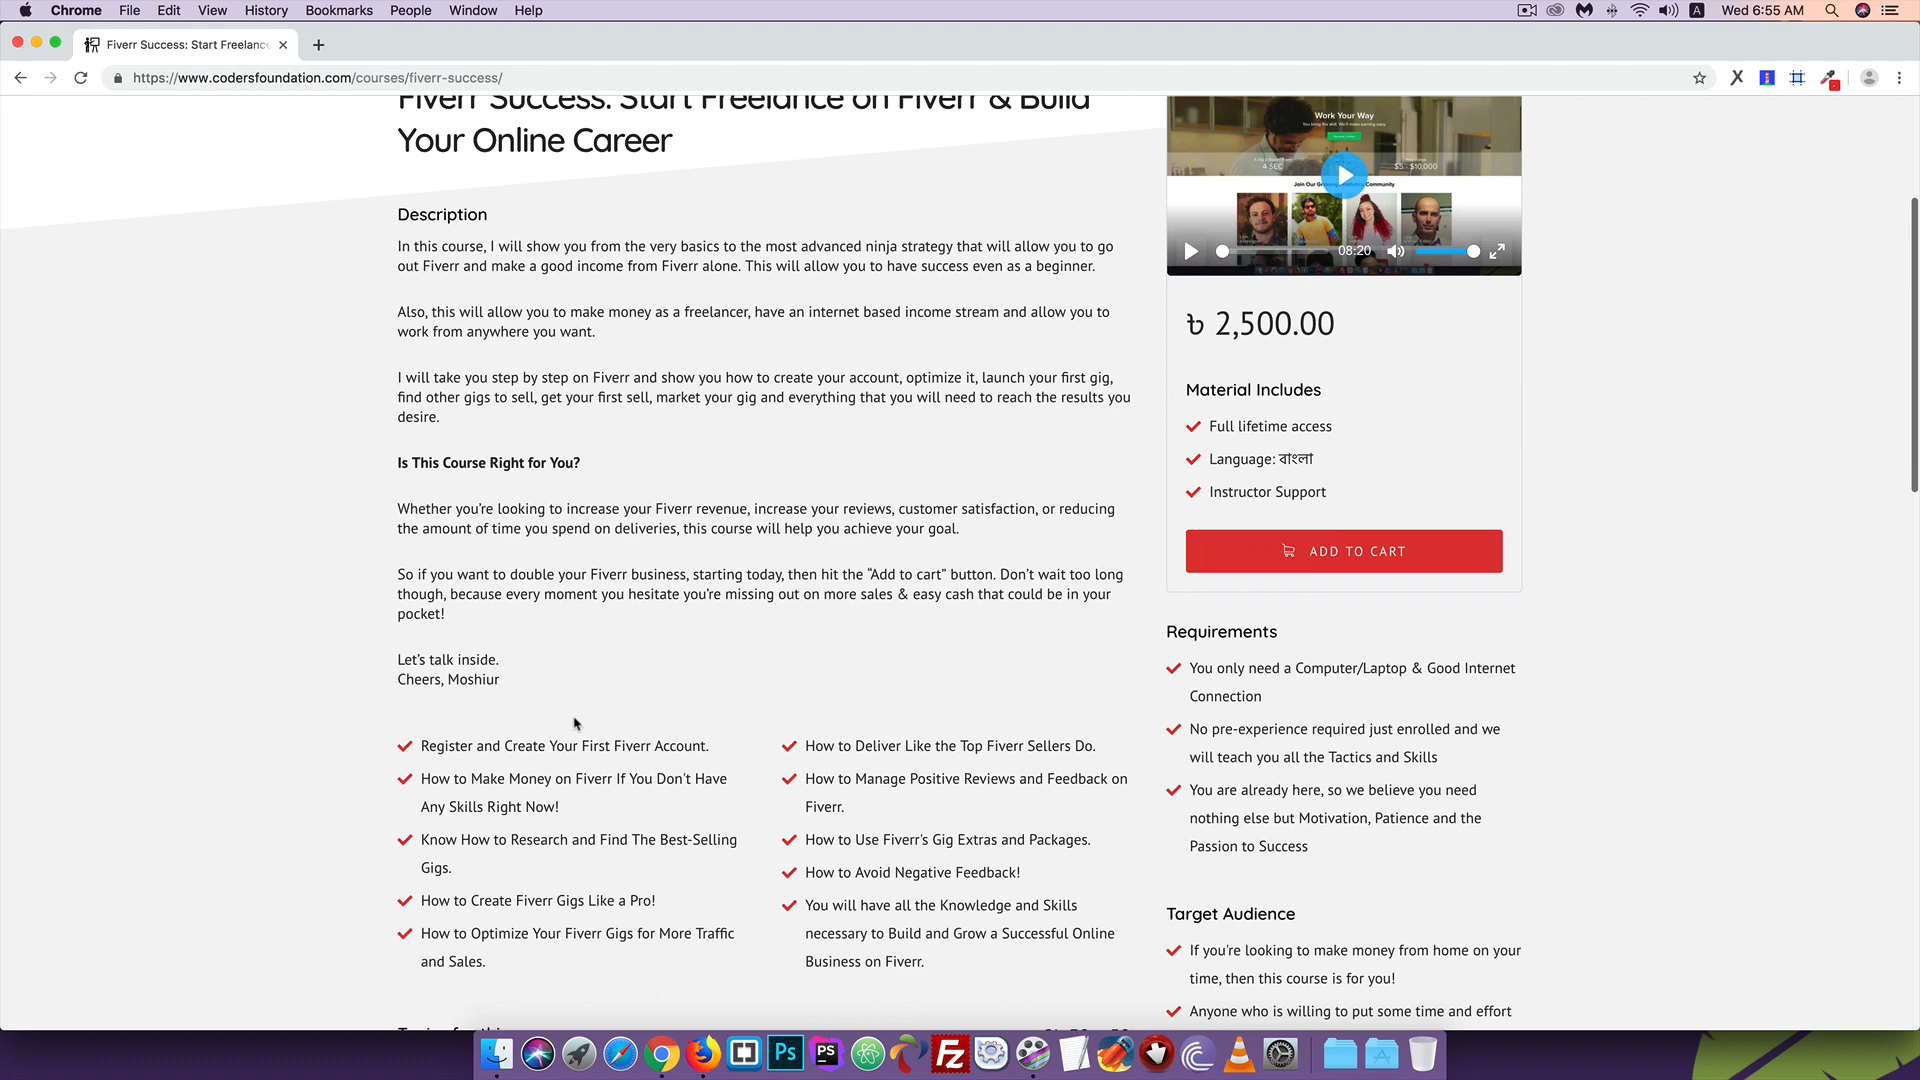 Chrome File Edit View History Bookmarks People Window Help
A Wed 6:55 AM
Fiverr Success: Start Freelance
https://www.codersfoundation.com/courses/fiverr-success/
Fiverr Success: Start Freelance on Fiverr & Build
Your Online Career
Description
In this course, I will show you from the very basics to the most advanced ninja strategy that will allow you to go
out Fiverr and make a good income from Fiverr alone. This will allow you to have success even as a beginner.
Also, this will allow you to make money as a freelancer, have an internet based income stream and allow you to
work from anywhere you want.
I will take you step by step on Fiverr and show you how to create your account, optimize it, launch your first gig,
find other gigs to sell, get your first sell, market your gig and everything that you will need to reach the results you
desire.
Is This Course Right for You?
Whether you’re looking to increase your Fiverr revenue, increase your reviews, customer satisfaction, or reducing
the amount of time you spend on deliveries, this course will help you achieve your goal.
So if you want to double your Fiverr business, starting today, then hit the “Add to cart” button. Don’t wait too long
though, because every moment you hesitate you’re missing out on more sales & easy cash that could be in your
pocket!
Let’s talk inside.
Cheers, Moshiur
Register and Create Your First Fiverr Account.
How to Make Money on Fiverr If You Don't Have
Any Skills Right Now!
Know How to Research and Find The Best-Selling
Gigs.
How to Create Fiverr Gigs Like a Pro!
How to Optimize Your Fiverr Gigs for More Traffic
and Sales.
How to Deliver Like the Top Fiverr Sellers Do.
How to Manage Positive Reviews and Feedback on
Fiverr.
How to Use Fiverr's Gig Extras and Packages.
How to Avoid Negative Feedback!
You will have all the Knowledge and Skills
necessary to Build and Grow a Successful Online
Business on Fiverr.
Work Your Way
4 SEC
$5 - $10,000
Join Our Growing Freelance Community
08:20
৳ 2,500.00
Material Includes
Full lifetime access
Language: বাংলা
Instructor Support
ADD TO CART
Requirements
You only need a Computer/Laptop & Good Internet
Connection
No pre-experience required just enrolled and we
will teach you all the Tactics and Skills
You are already here, so we believe you need
nothing else but Motivation, Patience and the
Passion to Success
Target Audience
If you're looking to make money from home on your
time, then this course is for you!
Anyone who is willing to put some time and effort
Ps
PS
Fz